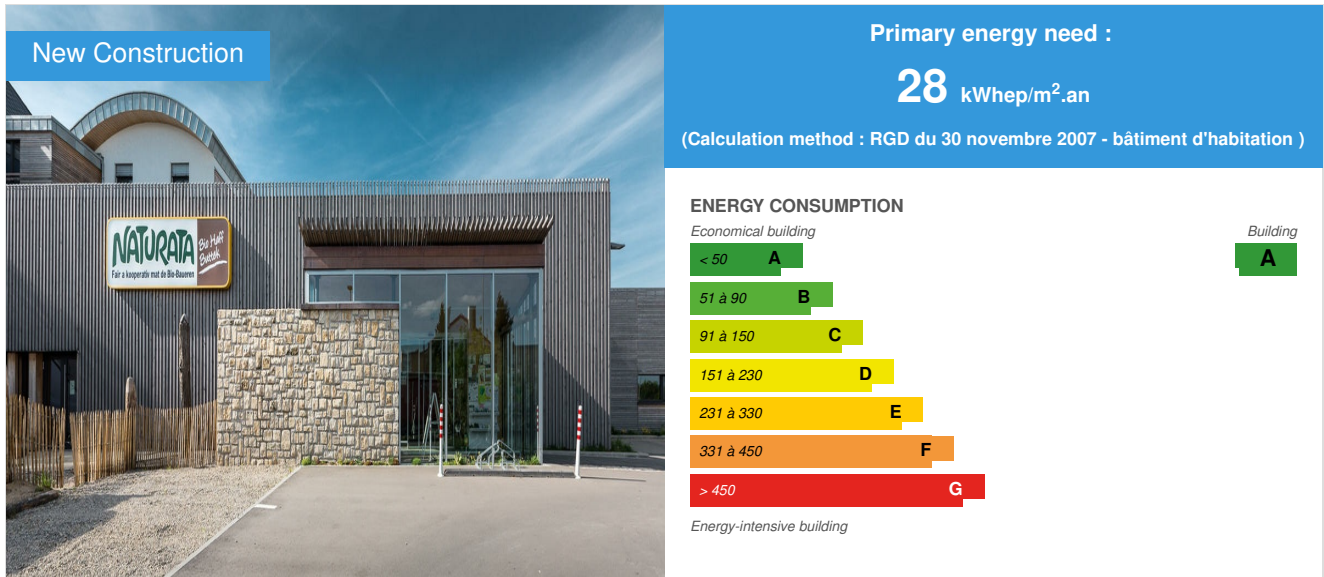 New Construction
NATURATA
Bio Haff
Buttek
Fair a kooperativ mat de Bio-Baueren
Primary energy need :
28 kWhep/m².an
(Calculation method : RGD du 30 novembre 2007 - bâtiment d'habitation )
ENERGY CONSUMPTION
Economical building
Building
< 50 A
A
51 à 90 B
91 à 150 C
151 à 230 D
231 à 330 E
331 à 450 F
> 450 G
Energy-intensive building